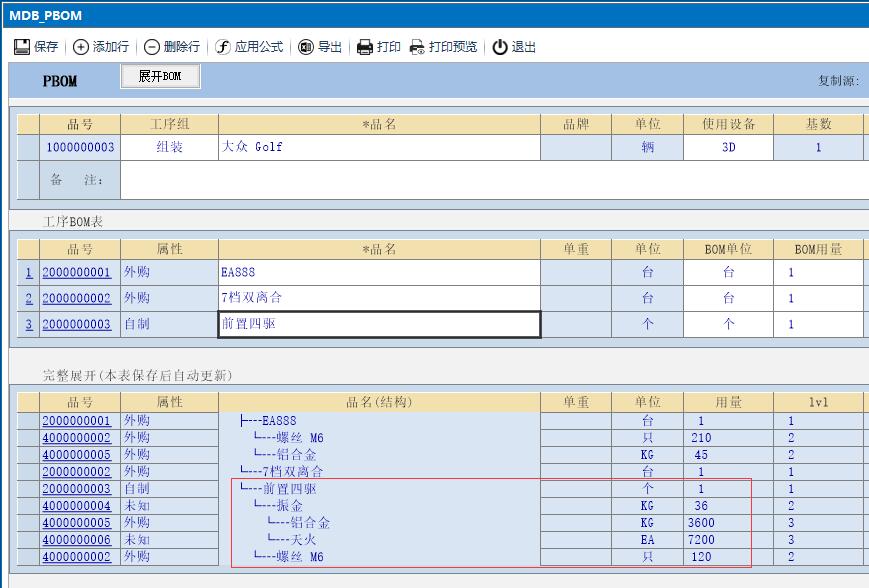 MDB_PBOM
保存 添加行 删除行 应用公式 导出 打印 打印预览 退出
PBOM 展开BOM 复制源:
品号 工序组 *品名 品牌 单位 使用设备 基数
1000000003 组装 大众 Golf 辆 3D 1
备 注:
工序BOM表
品号 属性 *品名 单重 单位 BOM单位 BOM用量
1 2000000001 外购 EA888 台 台 1
2 2000000002 外购 7档双离合 台 台 1
3 2000000003 自制 前置四驱 个 个 1
完整展开(本表保存后自动更新)
品号 属性 品名(结构) 单重 单位 用量 lvl
2000000001 外购 ├---EA888 台 1 1
4000000002 外购 └---螺丝 M6 只 210 2
4000000005 外购 └---铝合金 KG 45 2
2000000002 外购 └---7档双离合 台 1 1
2000000003 自制 └---前置四驱 个 1 1
4000000004 未知 └---振金 KG 36 2
4000000005 外购 └---铝合金 KG 3600 3
4000000006 未知 └---天火 EA 7200 3
4000000002 外购 └---螺丝 M6 只 120 2